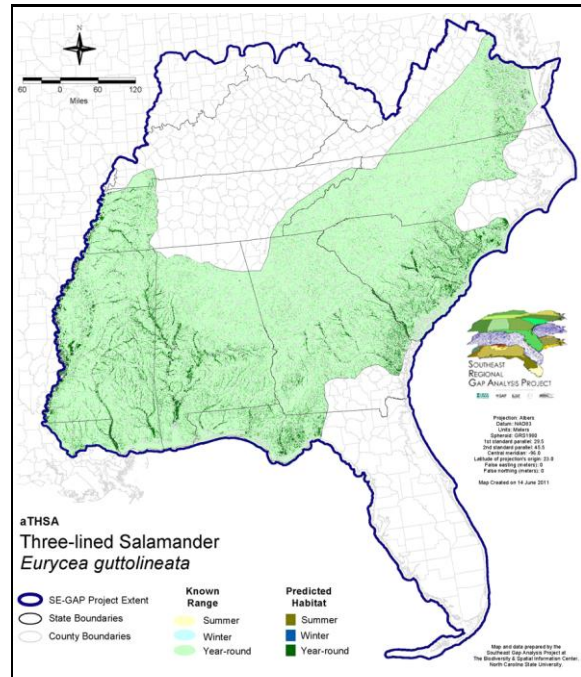 N
60 0 60 120
Miles
SOUTHEAST
REGIONAL
GAP ANALYSIS PROJECT
Projection: Albers
Datum: NAD83
Units: Meters
Spheroid: GRS1980
1st standard parallel: 29.5
2nd standard parallel: 45.5
Central meridian: -96.0
Latitude of projection's origin: 23.0
False easting (meters): 0
False northing (meters): 0
Map Created on 14 June 2011
aTHSA
Three-lined Salamander
Eurycea guttolineata
SE-GAP Project Extent
State Boundaries
County Boundaries
Known
Range
Summer
Winter
Year-round
Predicted
Habitat
Summer
Winter
Year-round
Map and data prepared by the
Southeast Gap Analysis Project at
The Biodiversity & Spatial Information Center,
North Carolina State University.